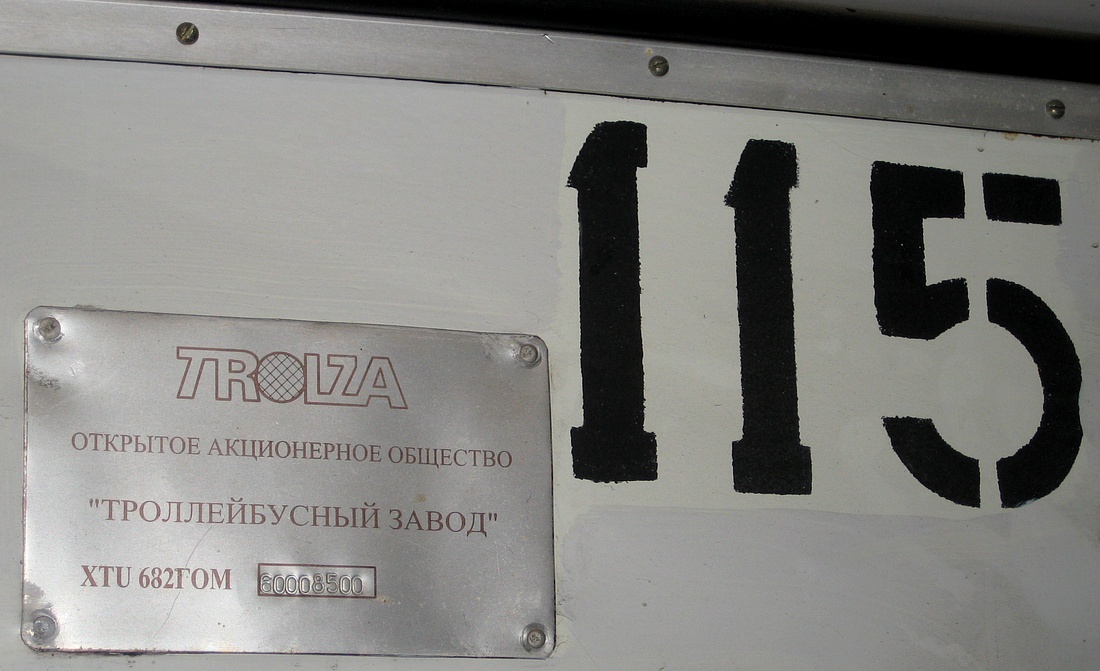 115
TROLZA
ОТКРЫТОЕ АКЦИОНЕРНОЕ ОБЩЕСТВО
"ТРОЛЛЕЙБУСНЫЙ ЗАВОД"
XTU 682ГОМ 60008500